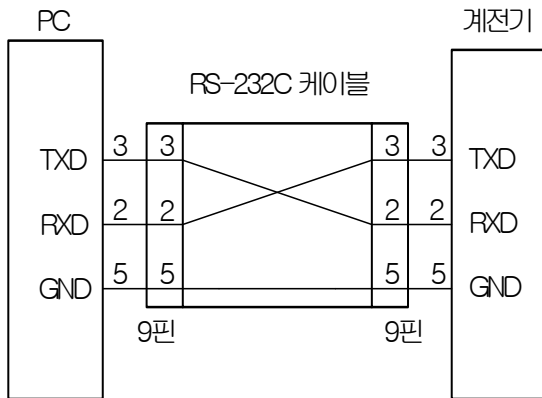 PC 계전기
RS-232C 케이블
TXD 3 3 3 3 TXD
RXD 2 2 2 2 RXD
GND 5 5 5 5 GND
9핀 9핀